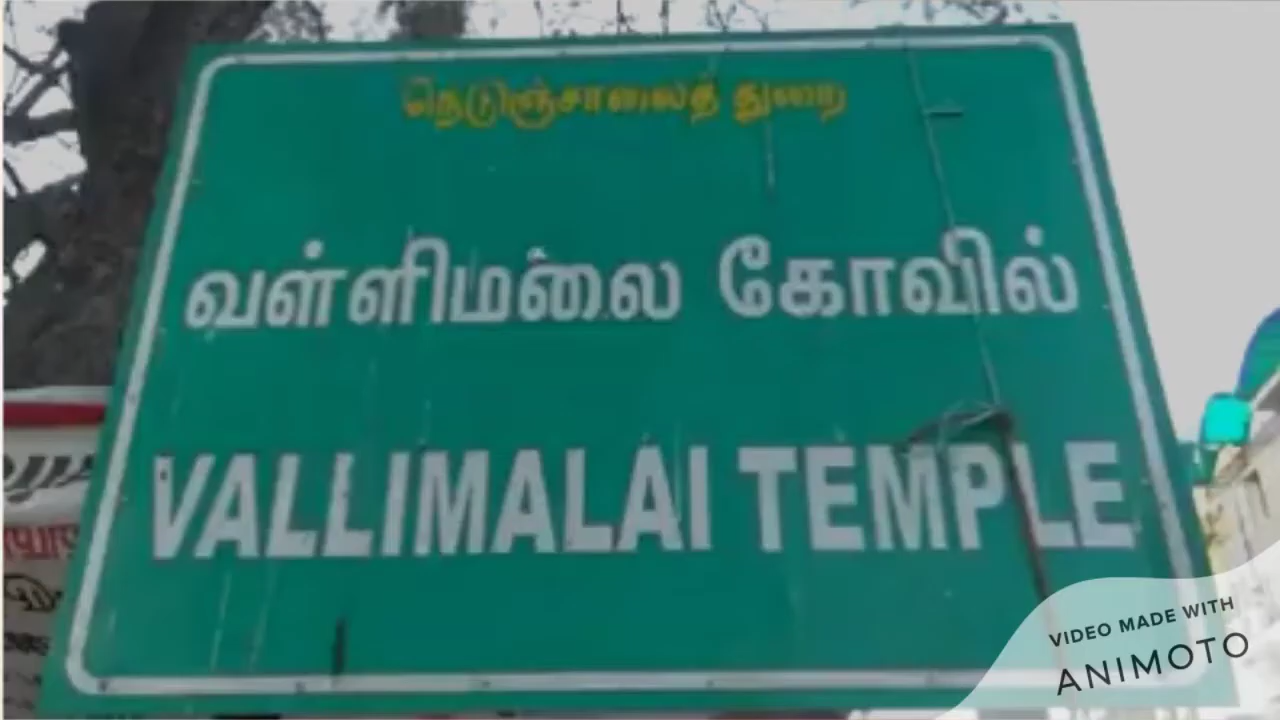 நெடுஞ்சாலைத் துறை
வள்ளிமலை கோவில்
VALLIMALAI TEMPLE
VIDEO MADE WITH
ANIMOTO